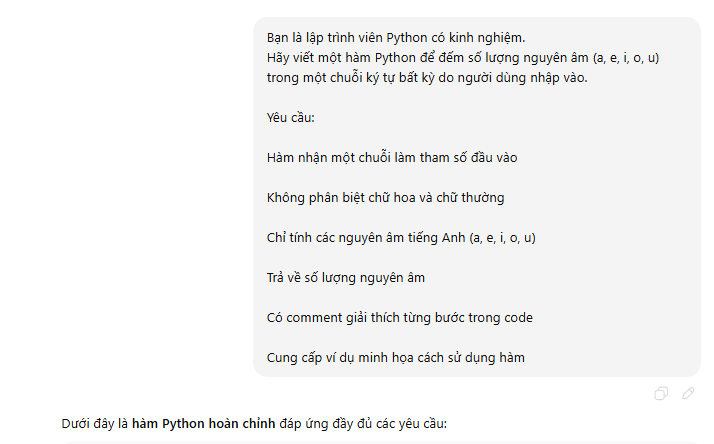 Bạn là lập trình viên Python có kinh nghiệm.
Hãy viết một hàm Python để đếm số lượng nguyên âm (a, e, i, o, u)
trong một chuỗi ký tự bất kỳ do người dùng nhập vào.
Yêu cầu:
Hàm nhận một chuỗi làm tham số đầu vào
Không phân biệt chữ hoa và chữ thường
Chỉ tính các nguyên âm tiếng Anh (a, e, i, o, u)
Trả về số lượng nguyên âm
Có comment giải thích từng bước trong code
Cung cấp ví dụ minh họa cách sử dụng hàm
Dưới đây là hàm Python hoàn chỉnh đáp ứng đầy đủ các yêu cầu: